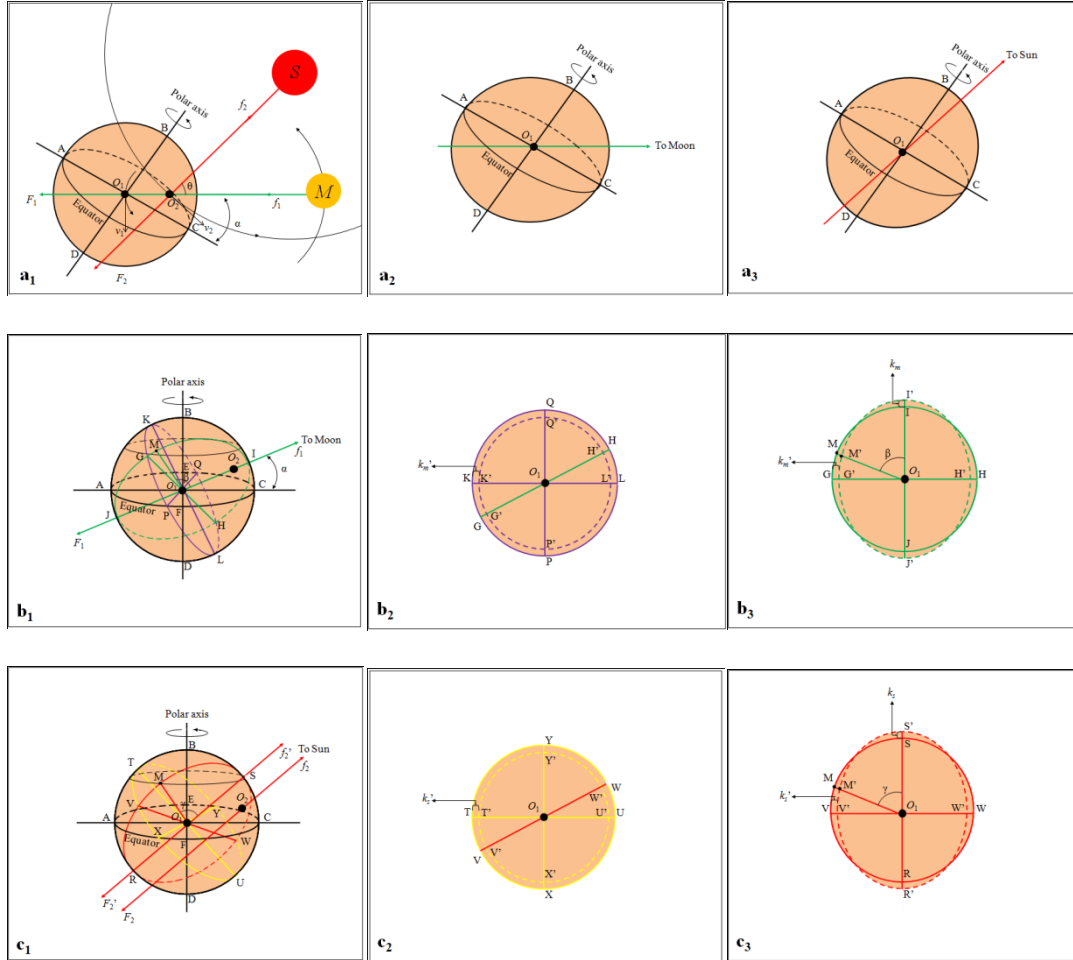 S
Polar axis
f2
B
A
O1
θ
M
F1
O2
f1
Equator
v1
v2
C
α
D
F2
a1
Polar axis
B
A
O1
To Moon
Equator
C
D
a2
To Sun
Polar axis
B
A
O1
Equator
C
D
a3
Polar axis
B
K
To Moon
M
I
f1
G
E
Q
O2
α
β
O1
A
C
Equator
P
F
J
H
F1
L
D
b1
Q
Q'
H
H'
km'
O1
K
K'
L'
L
G'
G
P'
P
b2
km
I'
I
M
M'
β
km'
O1
G
G'
H'
H
J
J'
b3
Polar axis
B
f2'
To Sun
T
f2
M
S
E
O2
V
γ
Y
A
O1
C
X
Equator
F
W
R
U
D
F2'
F2
c1
Y
Y'
W
ks'
W'
O1
T
T'
U'
U
V'
V
X'
X
c2
ks
S'
S
M
M'
γ
ks'
O1
V
V'
W'
W
R
R'
c3